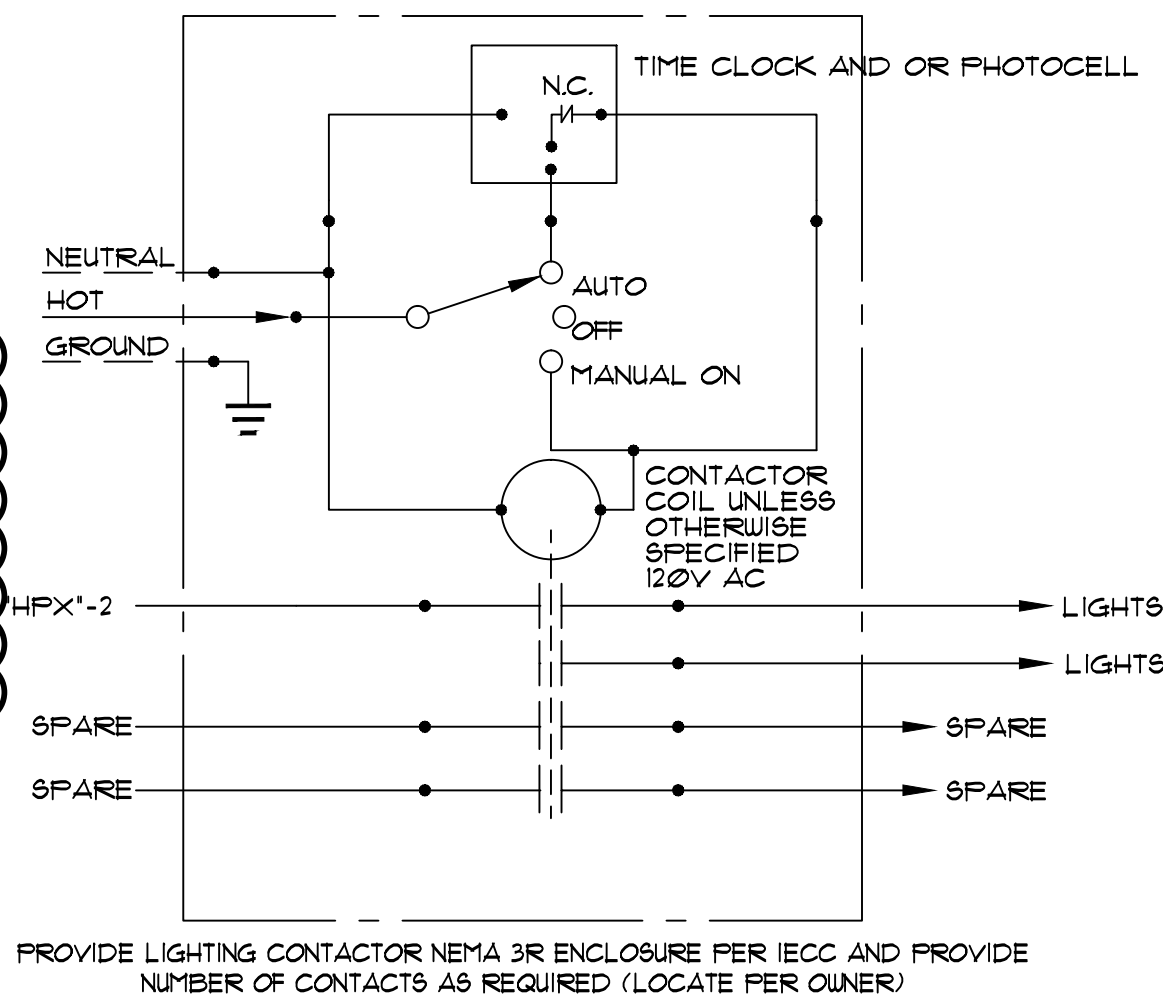 TIME CLOCK AND OR PHOTOCELL
N.C.
NEUTRAL
HOT
GROUND
AUTO
OFF
MANUAL ON
CONTACTOR
COIL UNLESS
OTHERWISE
SPECIFIED
120V AC
"HPX"-2
LIGHTS
LIGHTS
SPARE
SPARE
SPARE
SPARE
PROVIDE LIGHTING CONTACTOR NEMA 3R ENCLOSURE PER IECC AND PROVIDE
NUMBER OF CONTACTS AS REQUIRED (LOCATE PER OWNER)